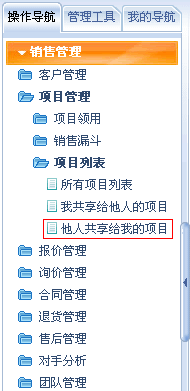 操作导航 管理工具 我的导航
销售管理
客户管理
项目管理
项目领用
销售漏斗
项目列表
所有项目列表
我共享给他人的项目
他人共享给我的项目
报价管理
询价管理
合同管理
退货管理
售后管理
对手分析
团队管理